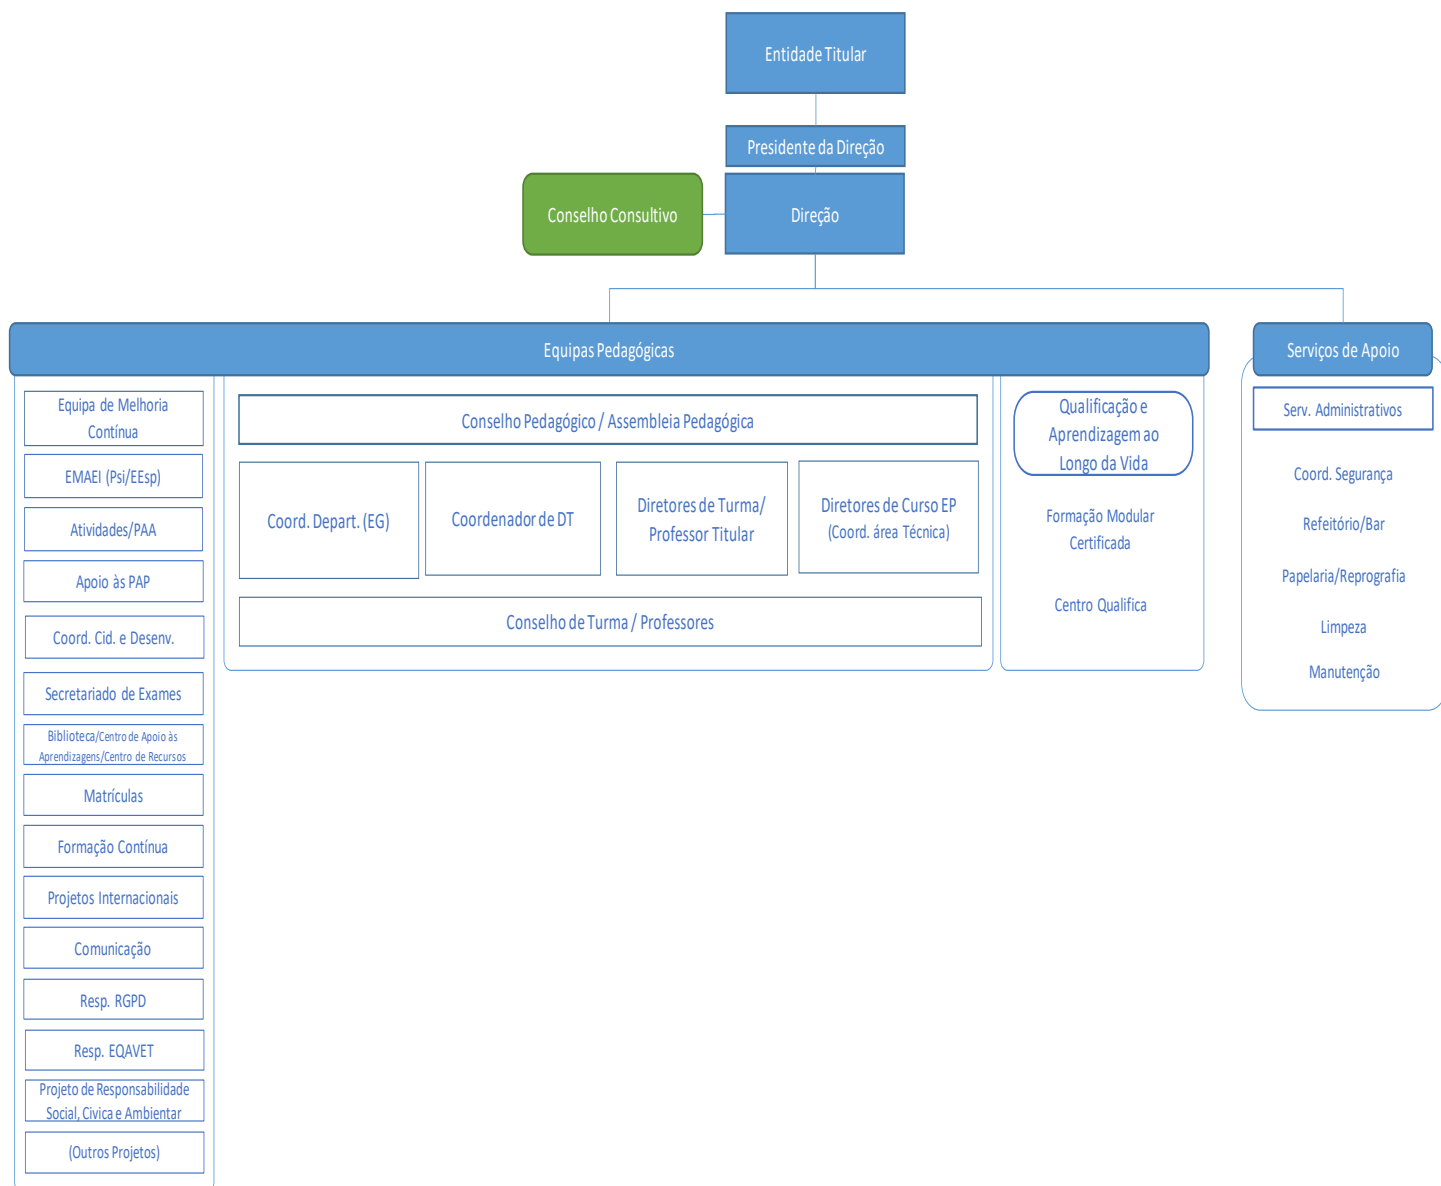 Entidade Titular
Presidente da Direção
Conselho Consultivo
Direção
Equipas Pedagógicas
Serviços de Apoio
Equipa de Melhoria
Contínua
EMAEI (Psi/EEsp)
Atividades/PAA
Apoio às PAP
Coord. Cid. e Desenv.
Secretariado de Exames
Biblioteca/Centro de Apoio às
Aprendizagens/Centro de Recursos
Matrículas
Formação Contínua
Projetos Internacionais
Comunicação
Resp. RGPD
Resp. EQAVET
Projeto de Responsabilidade
Social, Civica e Ambientar
(Outros Projetos)
Conselho Pedagógico / Assembleia Pedagógica
Coord. Depart. (EG)
Coordenador de DT
Diretores de Turma/
Professor Titular
Diretores de Curso EP
(Coord. área Técnica)
Conselho de Turma / Professores
Qualificação e
Aprendizagem ao
Longo da Vida
Formação Modular
Certificada
Centro Qualifica
Serv. Administrativos
Coord. Segurança
Refeitório/Bar
Papelaria/Reprografia
Limpeza
Manutenção